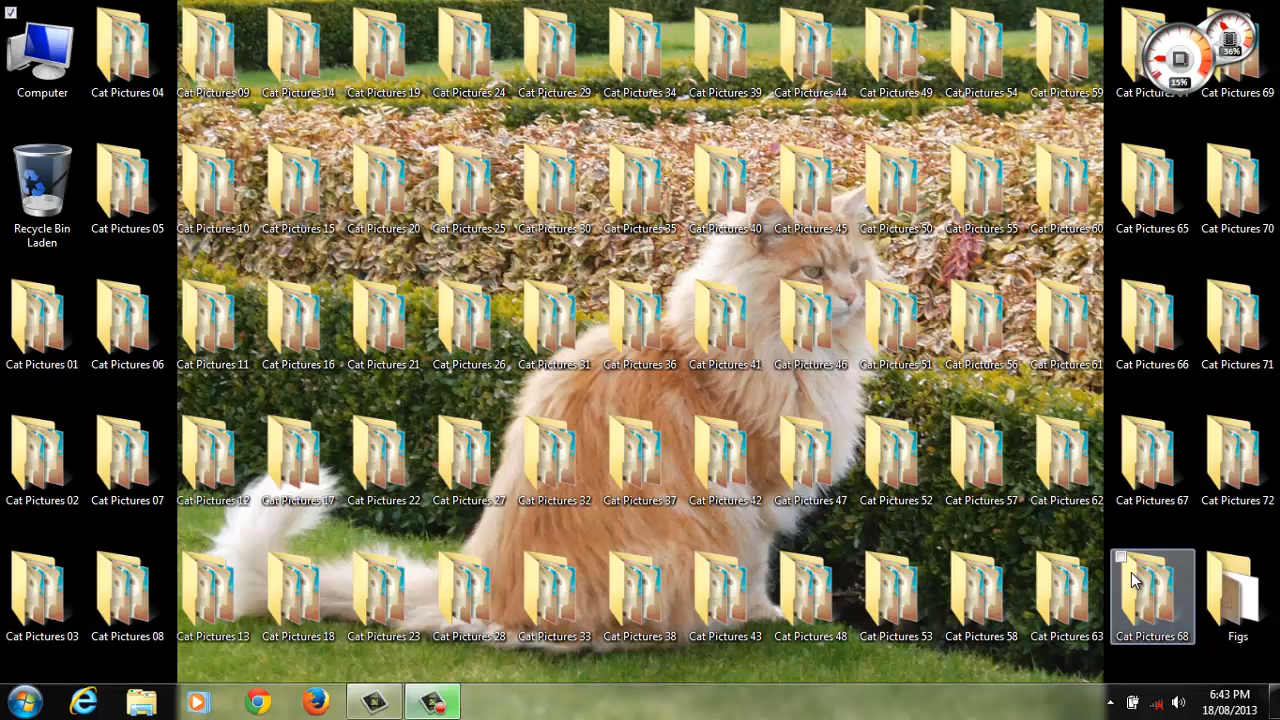 Computer
Cat Pictures 04
Cat Pictures 09
Cat Pictures 14
Cat Pictures 19
Cat Pictures 24
Cat Pictures 29
Cat Pictures 34
Cat Pictures 39
Cat Pictures 44
Cat Pictures 49
Cat Pictures 54
Cat Pictures 59
Cat Pictures
Cat Pictures 69
15%
36%
Recycle Bin
Laden
Cat Pictures 05
Cat Pictures 10
Cat Pictures 15
Cat Pictures 20
Cat Pictures 25
Cat Pictures 30
Cat Pictures 35
Cat Pictures 40
Cat Pictures 45
Cat Pictures 50
Cat Pictures 55
Cat Pictures 60
Cat Pictures 65
Cat Pictures 70
Cat Pictures 01
Cat Pictures 06
Cat Pictures 11
Cat Pictures 16
Cat Pictures 21
Cat Pictures 26
Cat Pictures 31
Cat Pictures 36
Cat Pictures 41
Cat Pictures 46
Cat Pictures 51
Cat Pictures 56
Cat Pictures 61
Cat Pictures 66
Cat Pictures 71
Cat Pictures 02
Cat Pictures 07
Cat Pictures 12
Cat Pictures 17
Cat Pictures 22
Cat Pictures 27
Cat Pictures 32
Cat Pictures 37
Cat Pictures 42
Cat Pictures 47
Cat Pictures 52
Cat Pictures 57
Cat Pictures 62
Cat Pictures 67
Cat Pictures 72
Cat Pictures 03
Cat Pictures 08
Cat Pictures 13
Cat Pictures 18
Cat Pictures 23
Cat Pictures 28
Cat Pictures 33
Cat Pictures 38
Cat Pictures 43
Cat Pictures 48
Cat Pictures 53
Cat Pictures 58
Cat Pictures 63
Cat Pictures 68
Figs
6:43 PM
18/08/2013